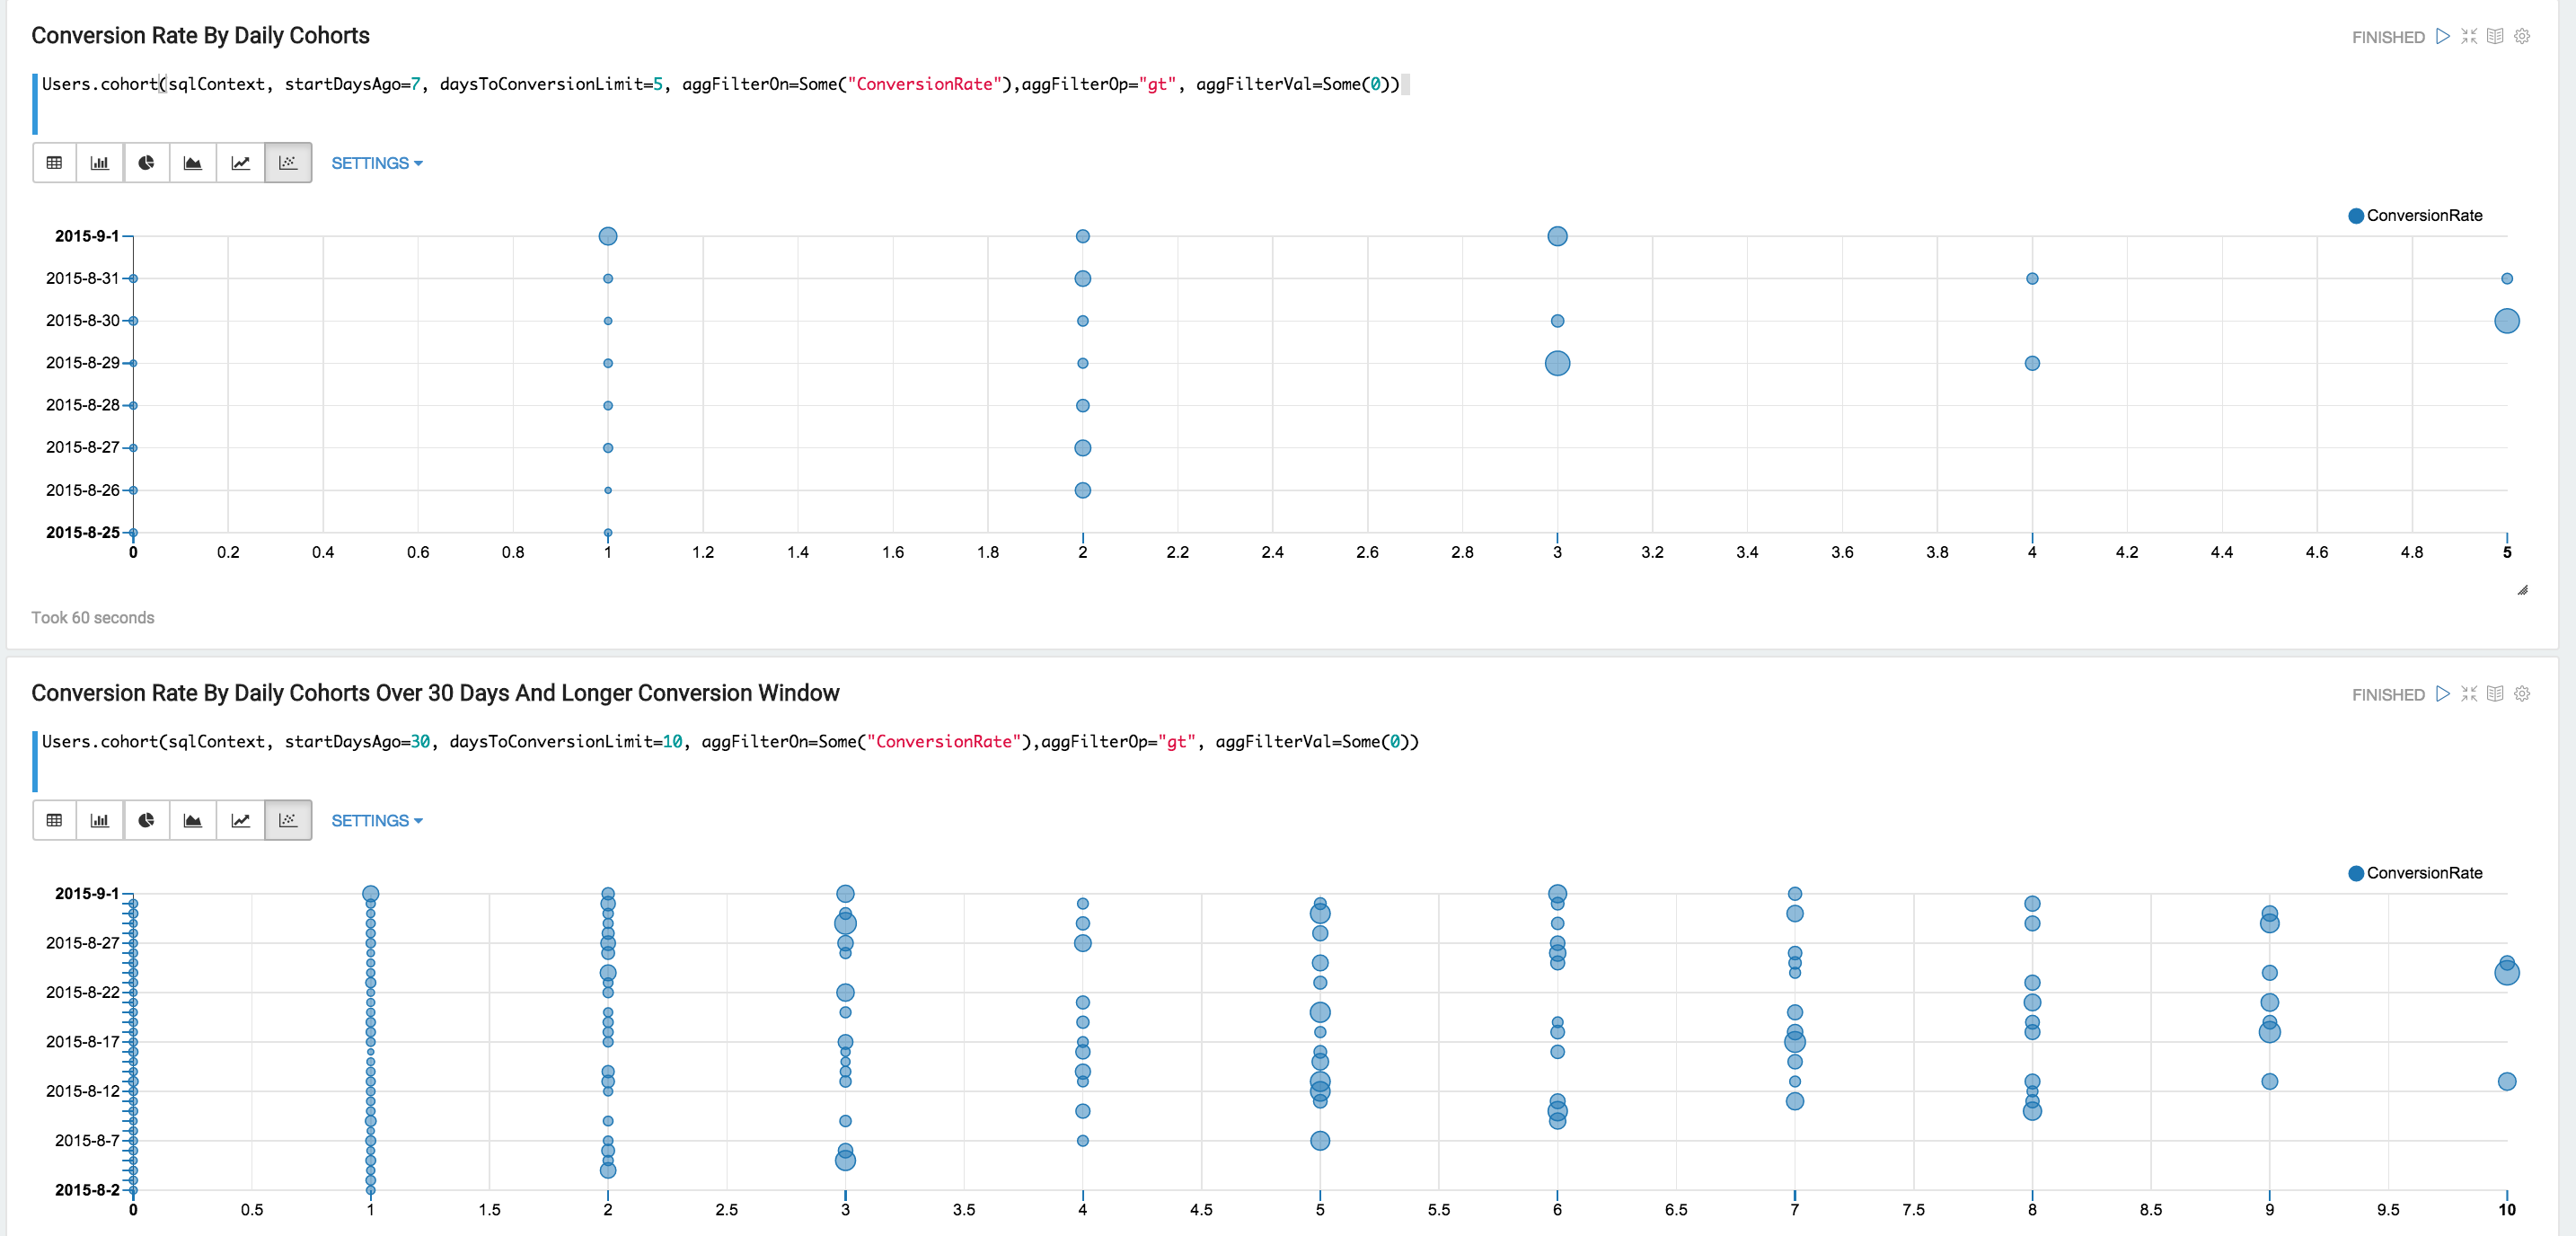 Conversion Rate By Daily Cohorts
FINISHED
Users.cohort(sqlContext, startDaysAgo=7, daysToConversionLimit=5, aggFilterOn=Some("ConversionRate"),aggFilterOp="gt", aggFilterVal=Some(0))
SETTINGS
ConversionRate
2015-9-1
2015-8-31
2015-8-30
2015-8-29
2015-8-28
2015-8-27
2015-8-26
2015-8-25
0 0.2 0.4 0.6 0.8 1 1.2 1.4 1.6 1.8 2 2.2 2.4 2.6 2.8 3 3.2 3.4 3.6 3.8 4 4.2 4.4 4.6 4.8 5
Took 60 seconds
Conversion Rate By Daily Cohorts Over 30 Days And Longer Conversion Window
FINISHED
Users.cohort(sqlContext, startDaysAgo=30, daysToConversionLimit=10, aggFilterOn=Some("ConversionRate"),aggFilterOp="gt", aggFilterVal=Some(0))
SETTINGS
ConversionRate
2015-9-1
2015-8-27
2015-8-22
2015-8-17
2015-8-12
2015-8-7
2015-8-2
0 0.5 1 1.5 2 2.5 3 3.5 4 4.5 5 5.5 6 6.5 7 7.5 8 8.5 9 9.5 10